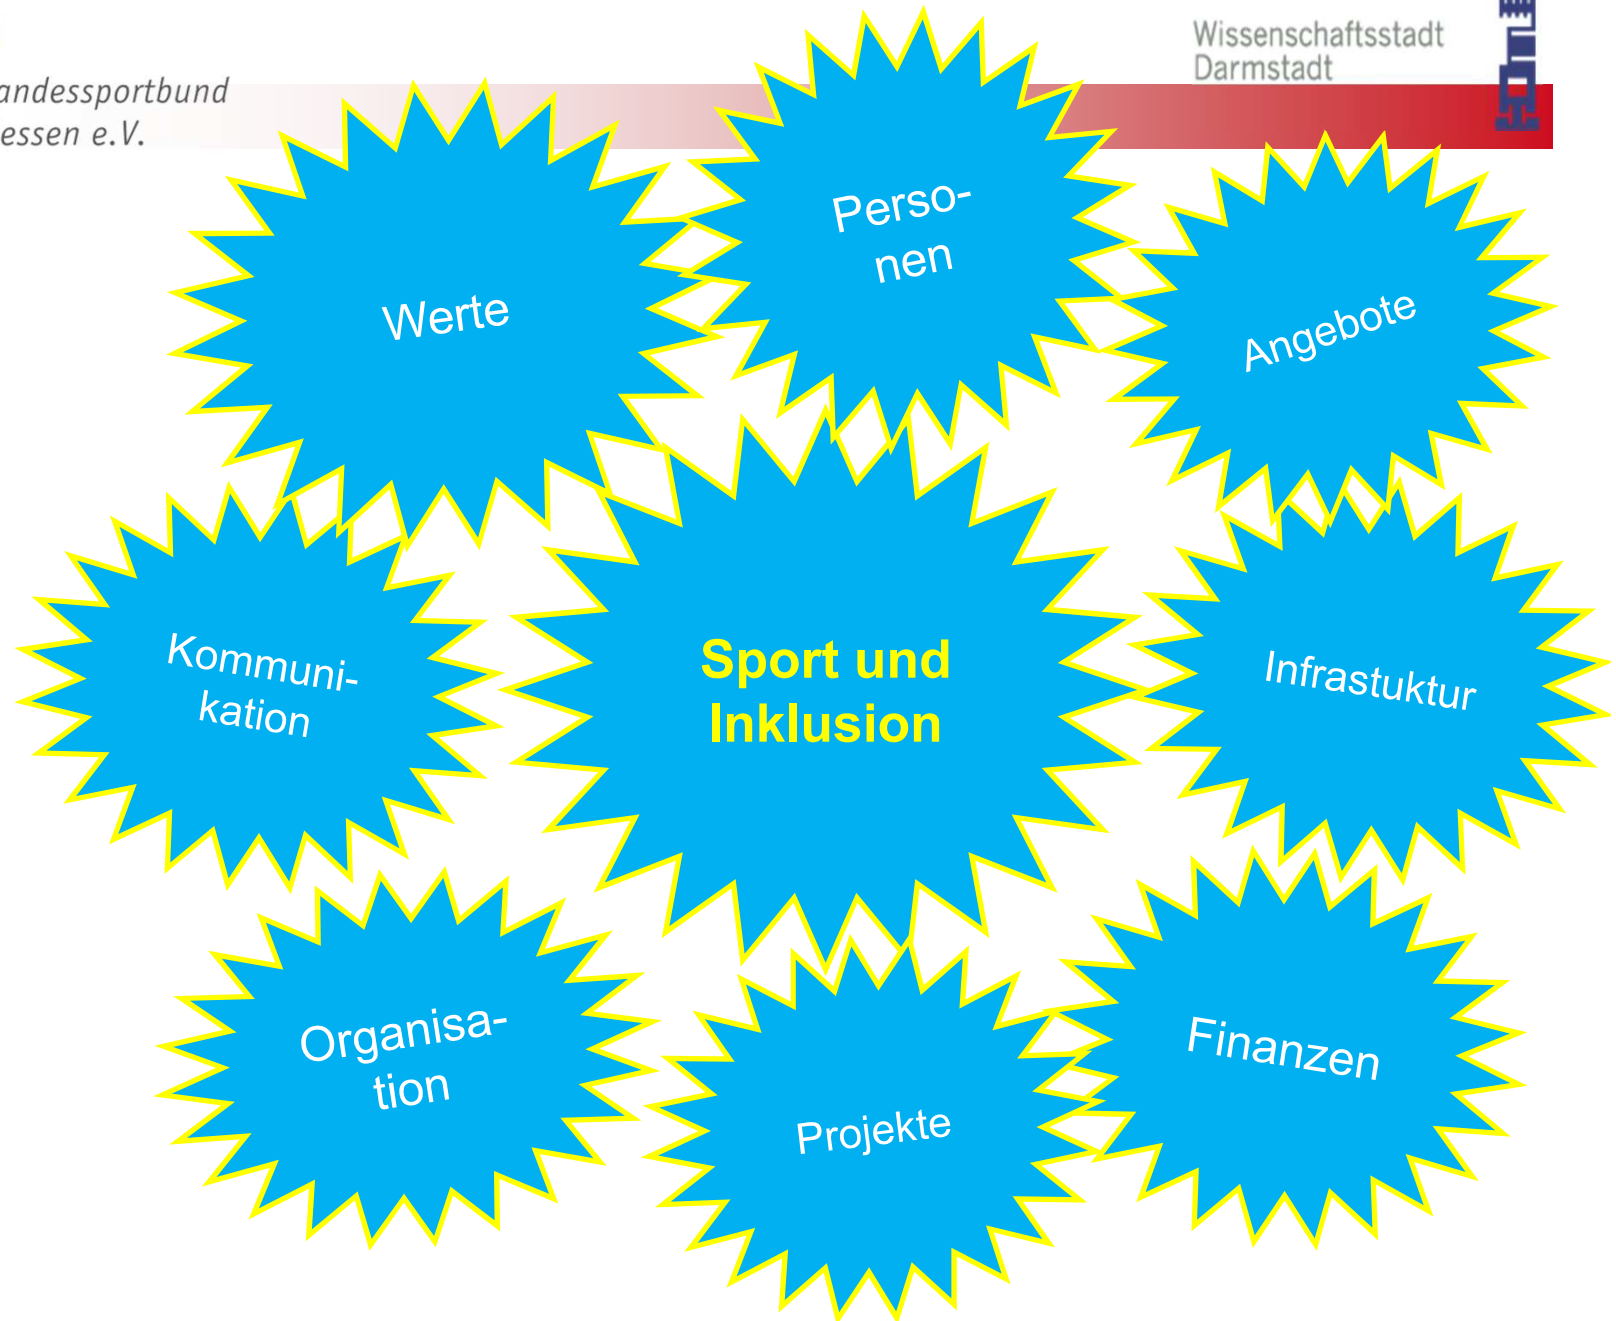 andessportbund
essen e.V.
Wissenschaftsstadt
Darmstadt
Perso-
nen
Werte
Angebote
Kommuni-
kation
Sport und
Inklusion
Infrastuktur
Organisa-
tion
Projekte
Finanzen